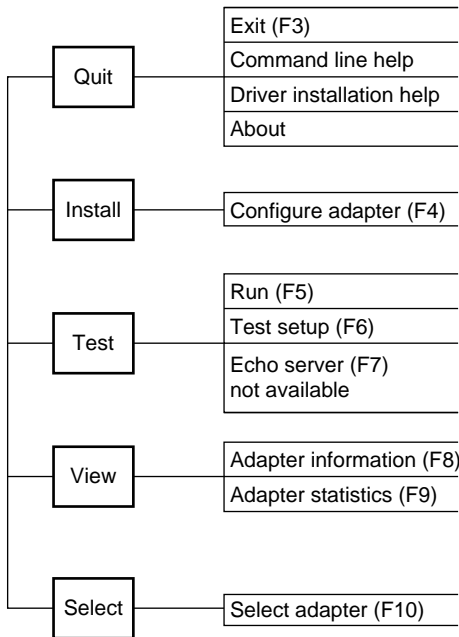 Quit
Exit (F3)
Command line help
Driver installation help
About
Install
Configure adapter (F4)
Test
Run (F5)
Test setup (F6)
Echo server (F7)
not available
View
Adapter information (F8)
Adapter statistics (F9)
Select
Select adapter (F10)